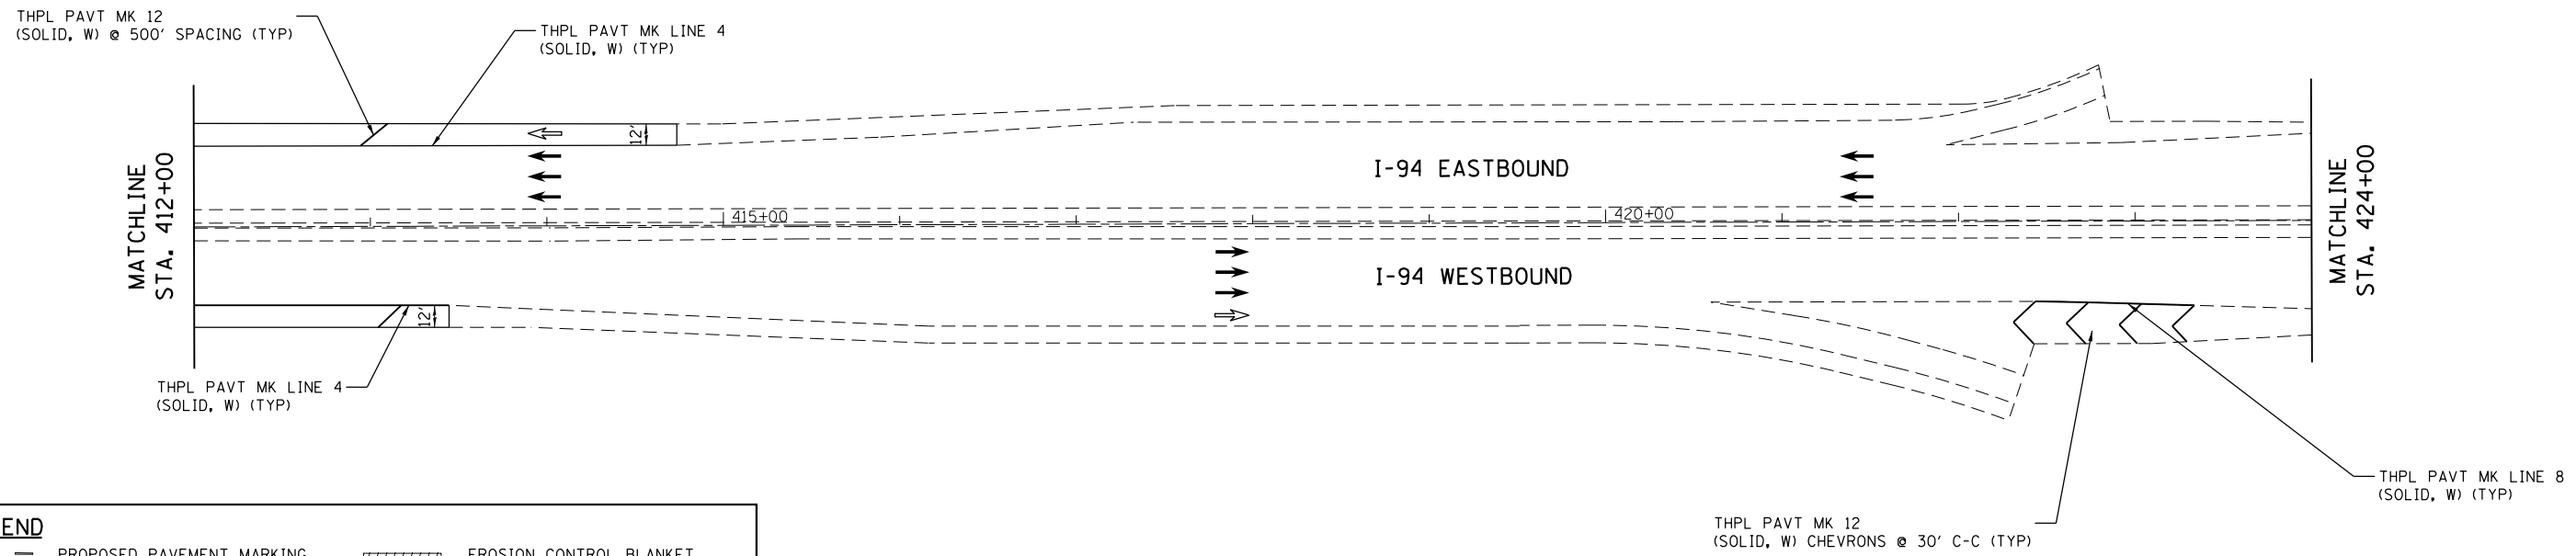 THPL PAVT MK 12
(SOLID, W) @ 500' SPACING (TYP)
THPL PAVT MK LINE 4
(SOLID, W) (TYP)
12'
MATCHLINE
STA. 412+00
I-94 EASTBOUND
415+00
420+00
MATCHLINE
STA. 424+00
I-94 WESTBOUND
12'
THPL PAVT MK LINE 4
(SOLID, W) (TYP)
THPL PAVT MK LINE 8
(SOLID, W) (TYP)
THPL PAVT MK 12
(SOLID, W) CHEVRONS @ 30' C-C (TYP)
END
PROPOSED PAVEMENT MARKING
EROSION CONTROL BLANKET